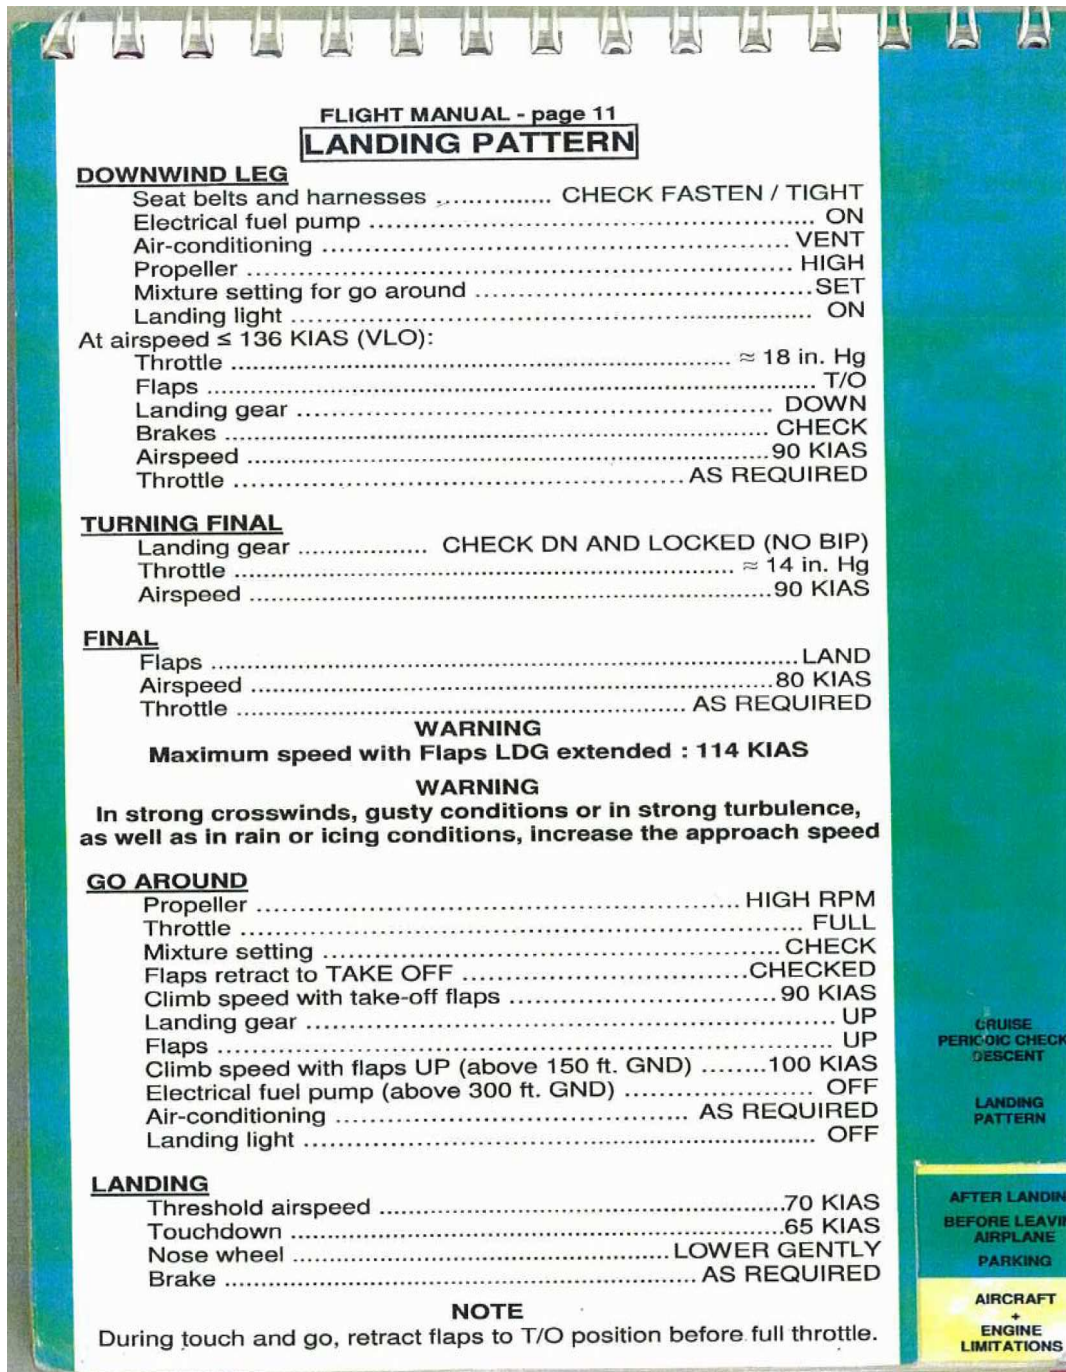 FLIGHT MANUAL - page 11
LANDING PATTERN
DOWNWIND LEG
Seat belts and harnesses ............... CHECK FASTEN / TIGHT
Electrical fuel pump ........................................................ ON
Air-conditioning ........................................................ VENT
Propeller ........................................................ HIGH
Mixture setting for go around ........................................ SET
Landing light ........................................................ ON
At airspeed ≤ 136 KIAS (VLO):
Throttle ........................................................ ≈ 18 in. Hg
Flaps ........................................................ T/O
Landing gear ........................................................ DOWN
Brakes ........................................................ CHECK
Airspeed ........................................................ 90 KIAS
Throttle ........................................................ AS REQUIRED
TURNING FINAL
Landing gear .................. CHECK DN AND LOCKED (NO BIP)
Throttle ........................................................ ≈ 14 in. Hg
Airspeed ........................................................ 90 KIAS
FINAL
Flaps ........................................................ LAND
Airspeed ........................................................ 80 KIAS
Throttle ........................................................ AS REQUIRED
WARNING
Maximum speed with Flaps LDG extended : 114 KIAS
WARNING
In strong crosswinds, gusty conditions or in strong turbulence,
as well as in rain or icing conditions, increase the approach speed
GO AROUND
Propeller ........................................................ HIGH RPM
Throttle ........................................................ FULL
Mixture setting ........................................................ CHECK
Flaps retract to TAKE OFF ................................. CHECKED
Climb speed with take-off flaps ............................... 90 KIAS
Landing gear ........................................................ UP
Flaps ........................................................ UP
Climb speed with flaps UP (above 150 ft. GND) ........ 100 KIAS
Electrical fuel pump (above 300 ft. GND) ...................... OFF
Air-conditioning ........................................ AS REQUIRED
Landing light ........................................................ OFF
LANDING
Threshold airspeed ............................................... 70 KIAS
Touchdown ........................................................ 65 KIAS
Nose wheel ............................................ LOWER GENTLY
Brake ........................................................ AS REQUIRED
NOTE
During touch and go, retract flaps to T/O position before full throttle.
CRUISE
PERIODIC CHECK
DESCENT
LANDING
PATTERN
AFTER LANDIN
BEFORE LEAVIN
AIRPLANE
PARKING
AIRCRAFT
+
ENGINE
LIMITATIONS